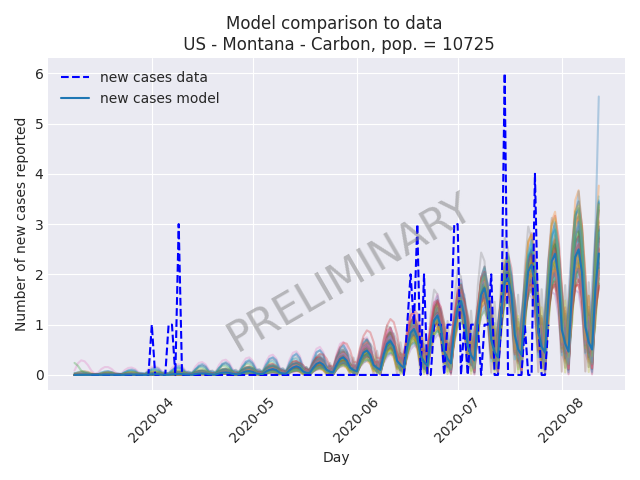 Model comparison to data
US - Montana - Carbon, pop. = 10725
new cases data
new cases model
Number of new cases reported
6
5
4
3
2
1
0
PRELIMINARY
2020-04
2020-05
2020-06
2020-07
2020-08
Day